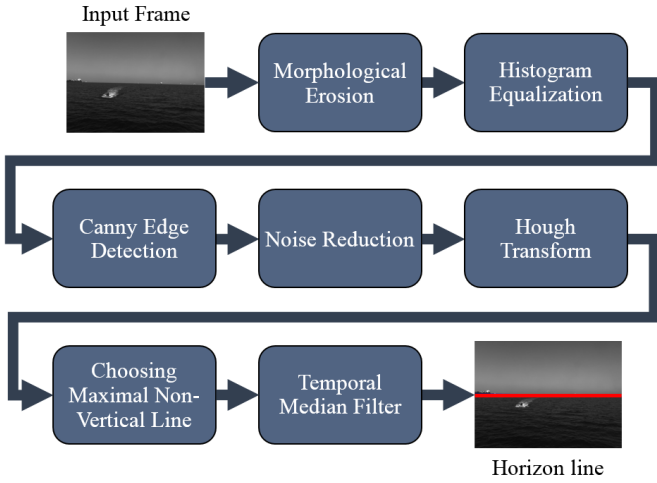 Input Frame
Morphological
Erosion
Histogram
Equalization
Canny Edge
Detection
Noise Reduction
Hough
Transform
Choosing
Maximal Non-
Vertical Line
Temporal
Median Filter
Horizon line